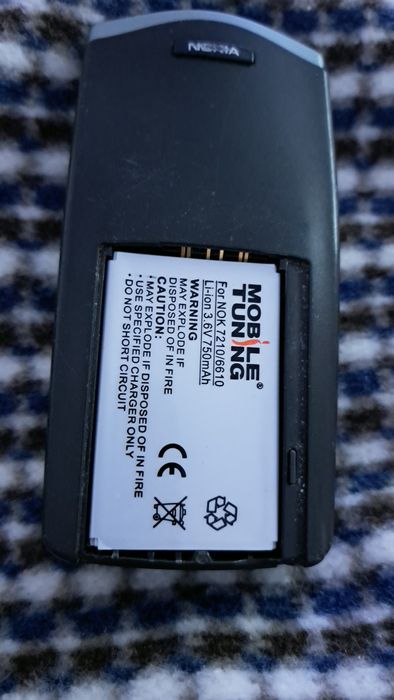 NOKIA
MOBILE
TUNING®
For NOK 7210/6610
Li-ion 3.6V 750mAh
WARNING
MAY EXPLODE IF
DISPOSED OF IN FIRE
CAUTION:
• MAY EXPLODE IF DISPOSED OF IN FIRE
• USE SPECIFIED CHARGER ONLY
• DO NOT SHORT CIRCUIT
CE